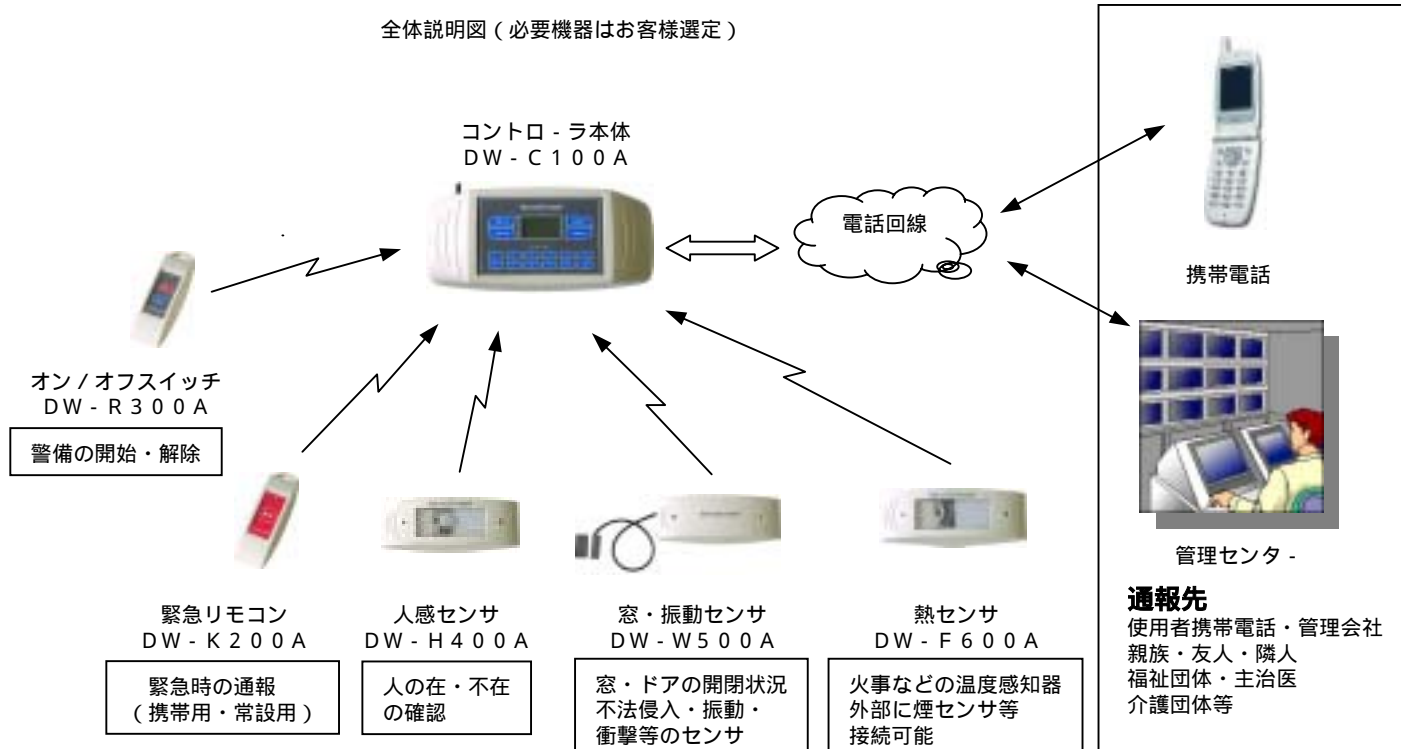 全体説明図（必要機器はお客様選定）
コントロ‐ラ本体
ＤＷ‐Ｃ１００Ａ
電話回線
携帯電話
オン／オフスイッチ
ＤＷ‐Ｒ３００Ａ
警備の開始・解除
管理センタ‐
通報先
使用者携帯電話・管理会社
親族・友人・隣人
福祉団体・主治医
介護団体等
緊急リモコン
ＤＷ‐Ｋ２００Ａ
緊急時の通報
（携帯用・常設用）
人感センサ
ＤＷ‐Ｈ４００Ａ
人の在・不在
の確認
窓・振動センサ
ＤＷ‐Ｗ５００Ａ
窓・ドアの開閉状況
不法侵入・振動・
衝撃等のセンサ
熱センサ
ＤＷ‐Ｆ６００Ａ
火事などの温度感知器
外部に煙センサ等
接続可能